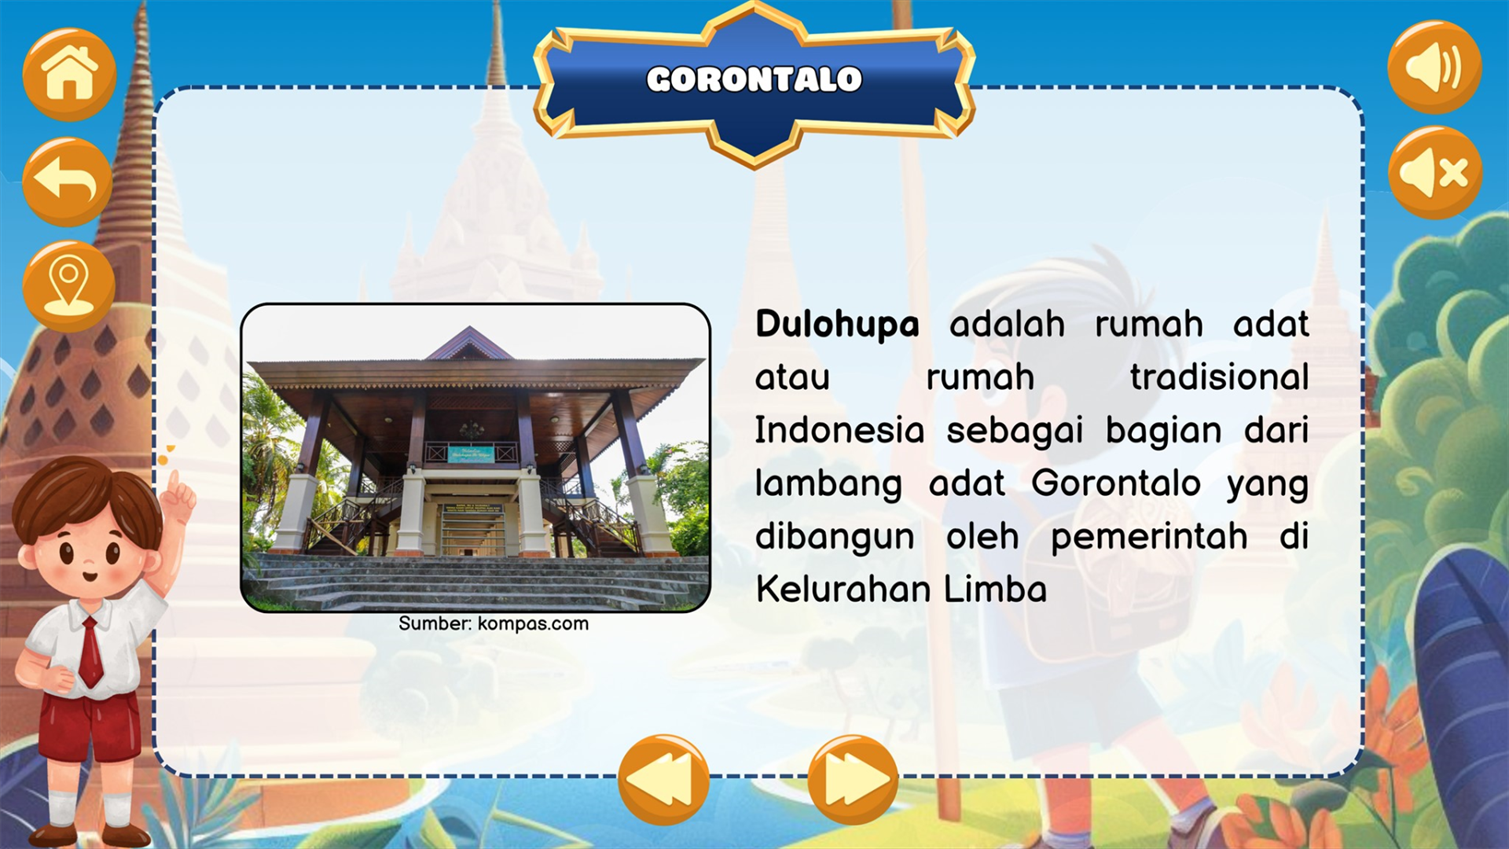 GORONTALO
Dulohupa adalah rumah adat
atau rumah tradisional
Indonesia sebagai bagian dari
lambang adat Gorontalo yang
dibangun oleh pemerintah di
Kelurahan Limba
Sumber: kompas.com